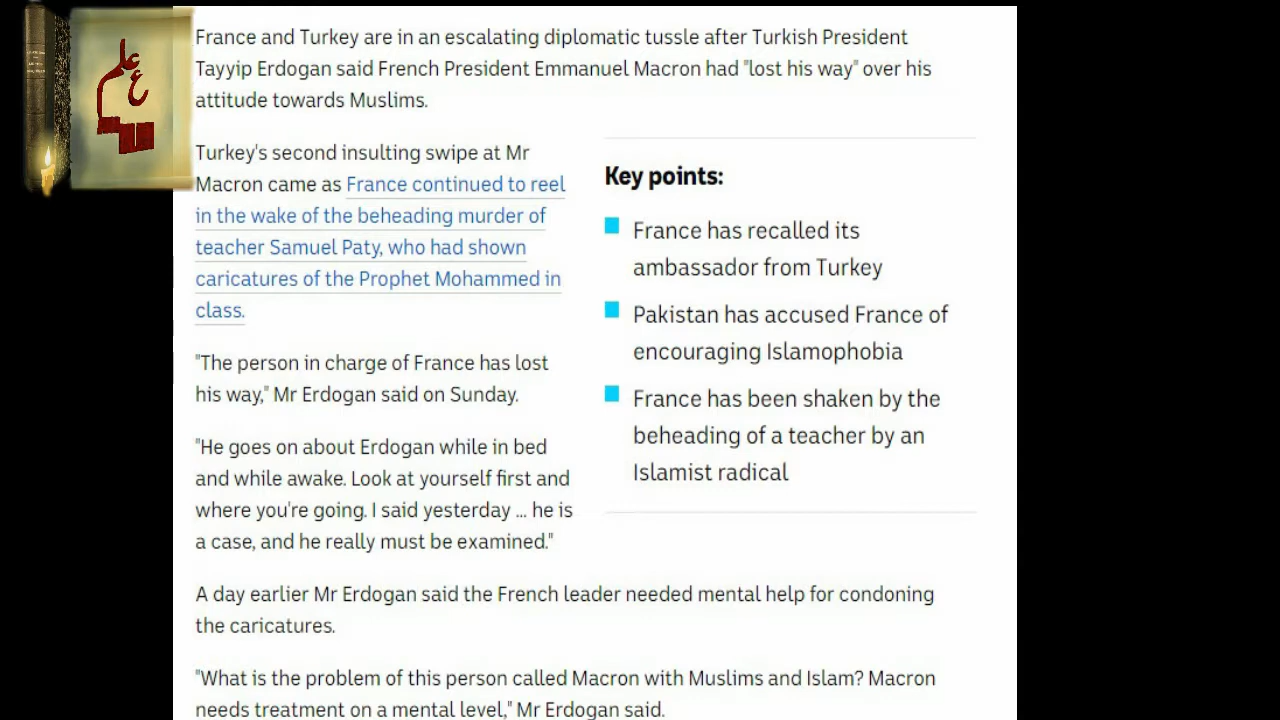 علم
ع
France and Turkey are in an escalating diplomatic tussle after Turkish President
Tayyip Erdogan said French President Emmanuel Macron had "lost his way" over his
attitude towards Muslims.
Turkey's second insulting swipe at Mr
Macron came as France continued to reel
in the wake of the beheading murder of
teacher Samuel Paty, who had shown
caricatures of the Prophet Mohammed in
class.
"The person in charge of France has lost
his way," Mr Erdogan said on Sunday.
"He goes on about Erdogan while in bed
and while awake. Look at yourself first and
where you're going. I said yesterday ... he is
a case, and he really must be examined."
Key points:
France has recalled its
ambassador from Turkey
Pakistan has accused France of
encouraging Islamophobia
France has been shaken by the
beheading of a teacher by an
Islamist radical
A day earlier Mr Erdogan said the French leader needed mental help for condoning
the caricatures.
"What is the problem of this person called Macron with Muslims and Islam? Macron
needs treatment on a mental level," Mr Erdogan said.